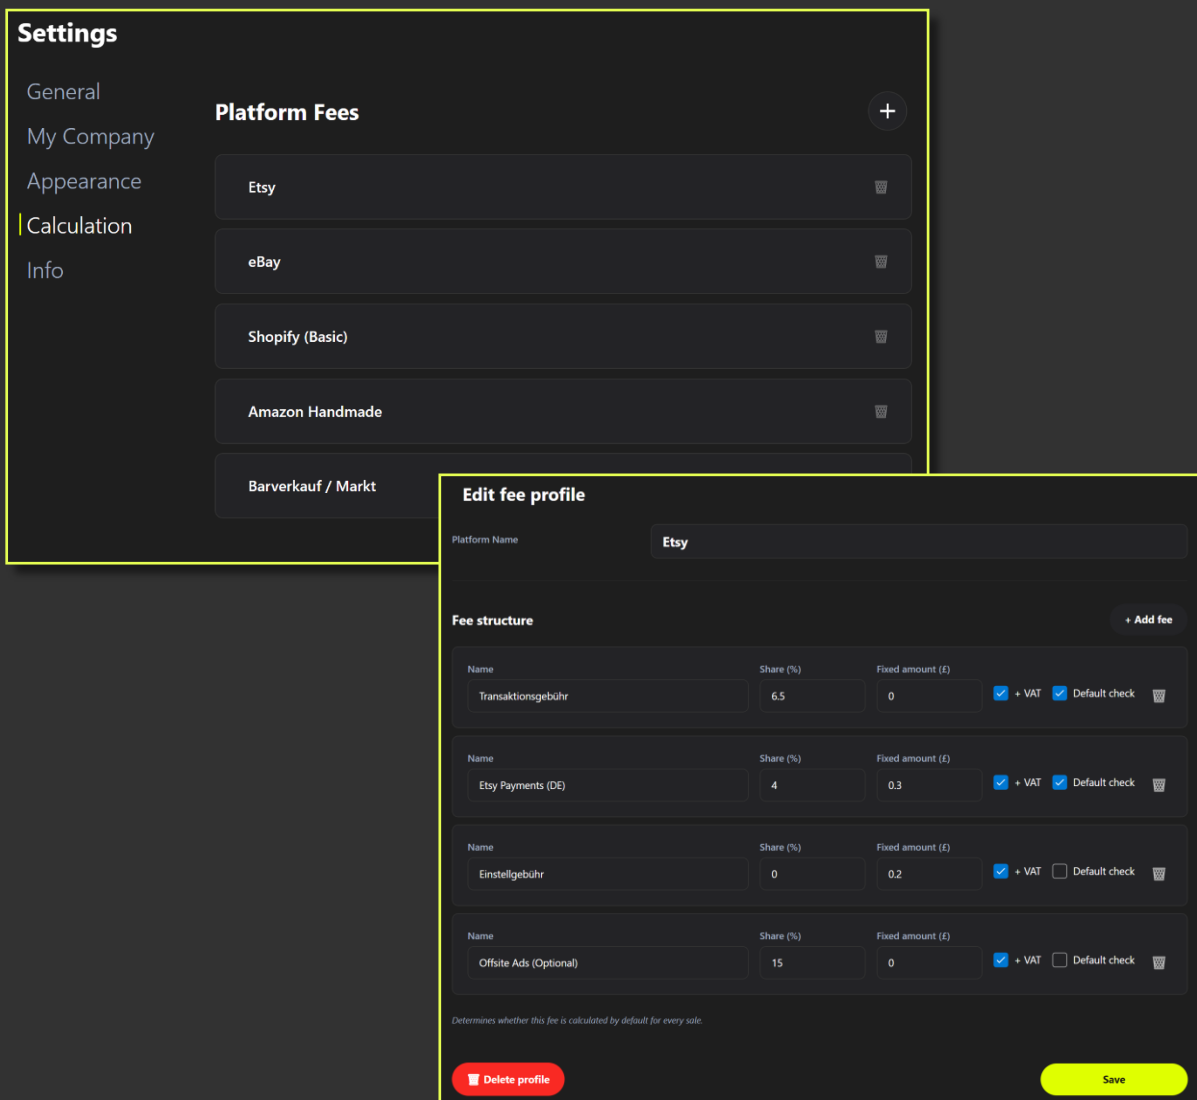 Settings
General
My Company
Appearance
Calculation
Info
Platform Fees
+
Etsy
eBay
Shopify (Basic)
Amazon Handmade
Barverkauf / Markt
Edit fee profile
Platform Name
Etsy
Fee structure
+ Add fee
Name Share (%) Fixed amount (£)
Transaktionsgebühr 6.5 0 + VAT Default check
Name Share (%) Fixed amount (£)
Etsy Payments (DE) 4 0.3 + VAT Default check
Name Share (%) Fixed amount (£)
Einstellgebühr 0 0.2 + VAT Default check
Name Share (%) Fixed amount (£)
Offsite Ads (Optional) 15 0 + VAT Default check
Determines whether this fee is calculated by default for every sale.
Delete profile
Save